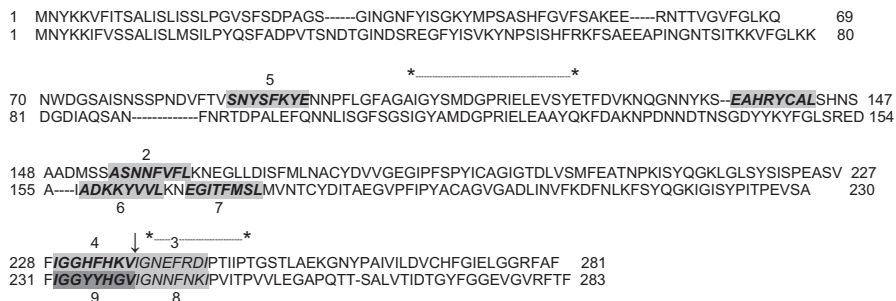 1 MNYKKVFITSALISLISSLPGVSFSDPAGS------GINGNFYISGKYMPSASHFGVFSAKEE----RNTTVGVFGLKQ 69
1 MNYKKIFVSSALISLMSILPYQSFADPVTSNDTGINDSREGFYISVKYNPSISHFRKFSAEEAPINGNTSITKKVFGLKK 80
5 * *
70 NWDGSAISNSSPNDVFTVSNYSFKYENNPFLGFAGAIGYSMDGPRIELEVSYETFDVKNQGNNYKS--EAHRYCALSHNS 147
81 DGDIAQSAN------------FNRTDPALEFQNNLISGFSGSIGYAMDGPRIELEAAYQKFDAKNPDNNDTNSGDYYKYFGLSRED 154
2
148 AADMSSASNNFVFLKNEGLLDISFMLNACYDVVGEGIPFSPYICAGIGTDLVSMFEATNPKISYQGKLGLSYSISPEASV 227
155 A----IADKKYVVLKNEGITFMSLMVNTCYDITAEGVPFIPYACAGVGADLINVFKDFNLKFSYQGKIGISYPITPEVSA 230
6 7
4 ↓ * 3 *
228 FIGGHFHKVIGNEFRDIPTIIPTGSTLAEKGNYPAIVILDVCHFGIELGGRFAF 281
231 FIGGYYHGVIGNNFNKIPVITPVVLEGAPQTT-SALVTIDTGYFGGEVGVRFTF 283
9 8